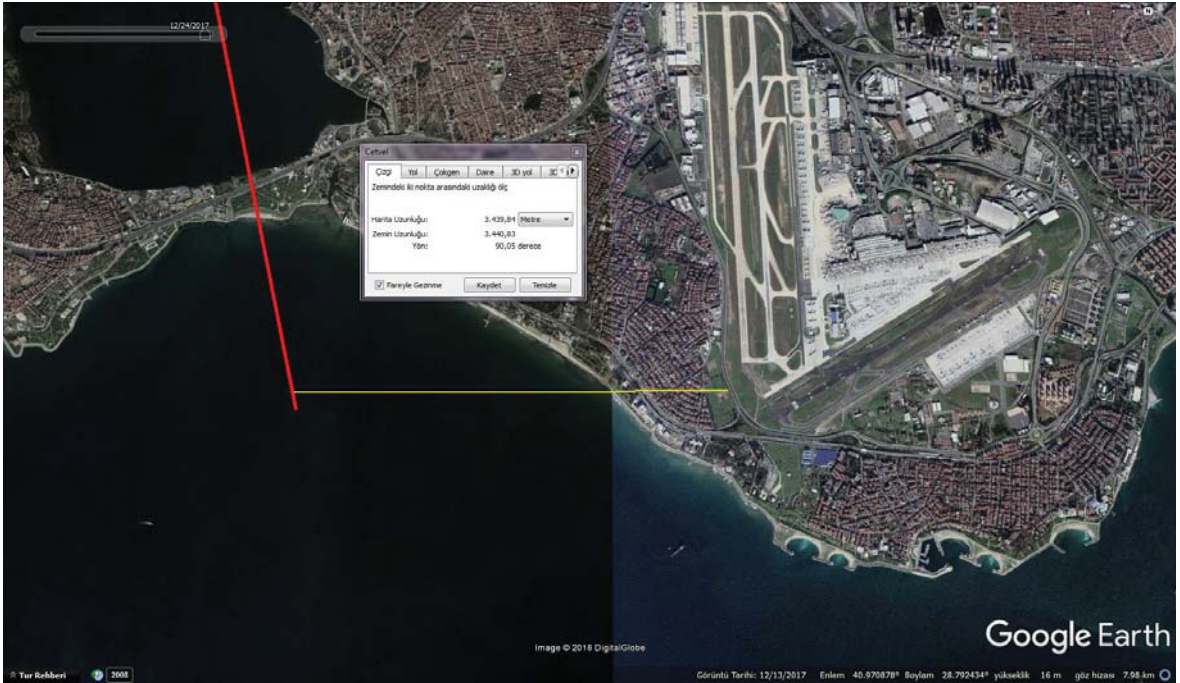 12/24/2017
Cetvel
Çizgi Yol Çokgen Daire 3D yol
Zemindeki iki nokta arasındaki uzaklığı ölç
Harita Uzunluğu: 3.439,84 Metre
Zemin Uzunluğu: 3.440,83
Yön: 90,05 derece
Fareyle Gezinme Kaydet Temizle
Google Earth
Image © 2018 DigitalGlobe
Tur Rehberi 2008 Görüntü Tarihi: 12/13/2017 Enlem 40.970878° Boylam 28.792434° yükseklik 16 m göz hizası 7.98 km